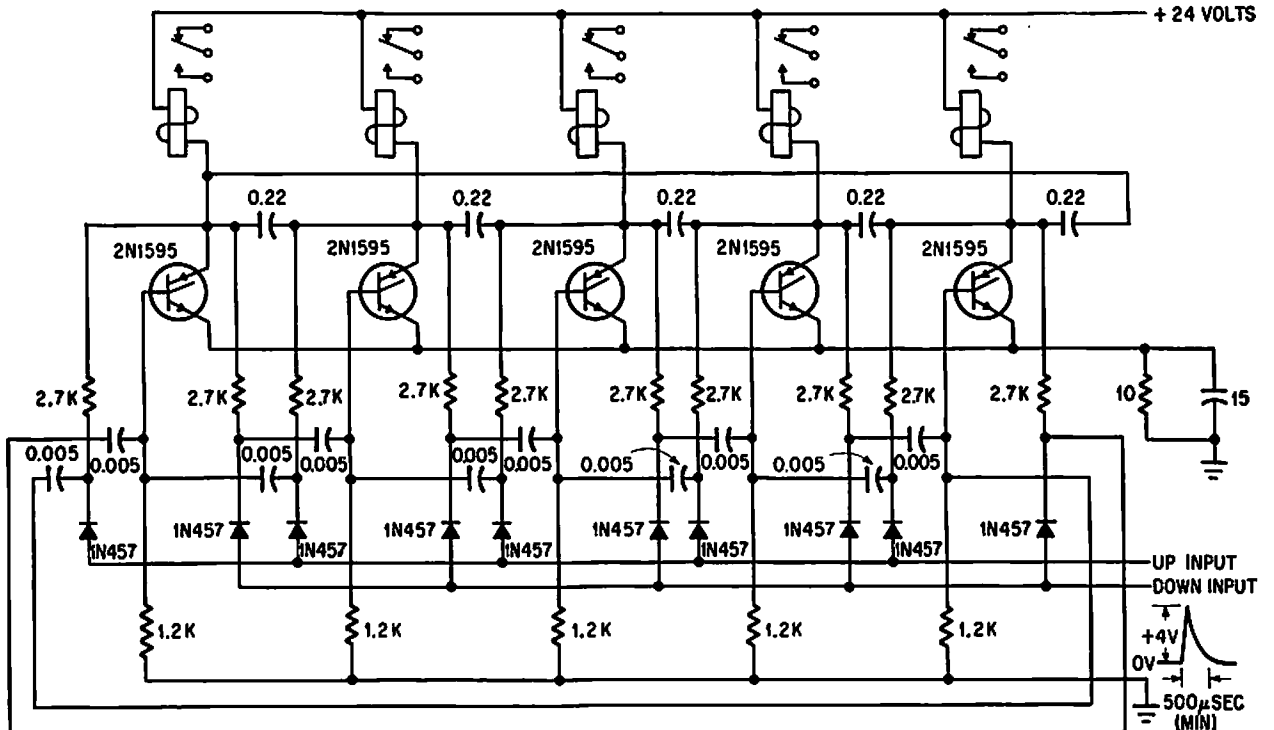 + 24 VOLTS
0.22 0.22 0.22 0.22 0.22
2N1595 2N1595 2N1595 2N1595 2N1595
2.7K 2.7K 2.7K 2.7K 2.7K 2.7K 2.7K 2.7K 2.7K 2.7K 10 15
0.005 0.005 0.005 0.005 0.005 0.005 0.005 0.005 0.005 0.005
1N457 1N457 1N457 1N457 1N457 1N457 1N457 1N457 1N457 1N457
UP INPUT
DOWN INPUT
1.2K 1.2K 1.2K 1.2K 1.2K
+4V
0V
500μSEC
(MIN)